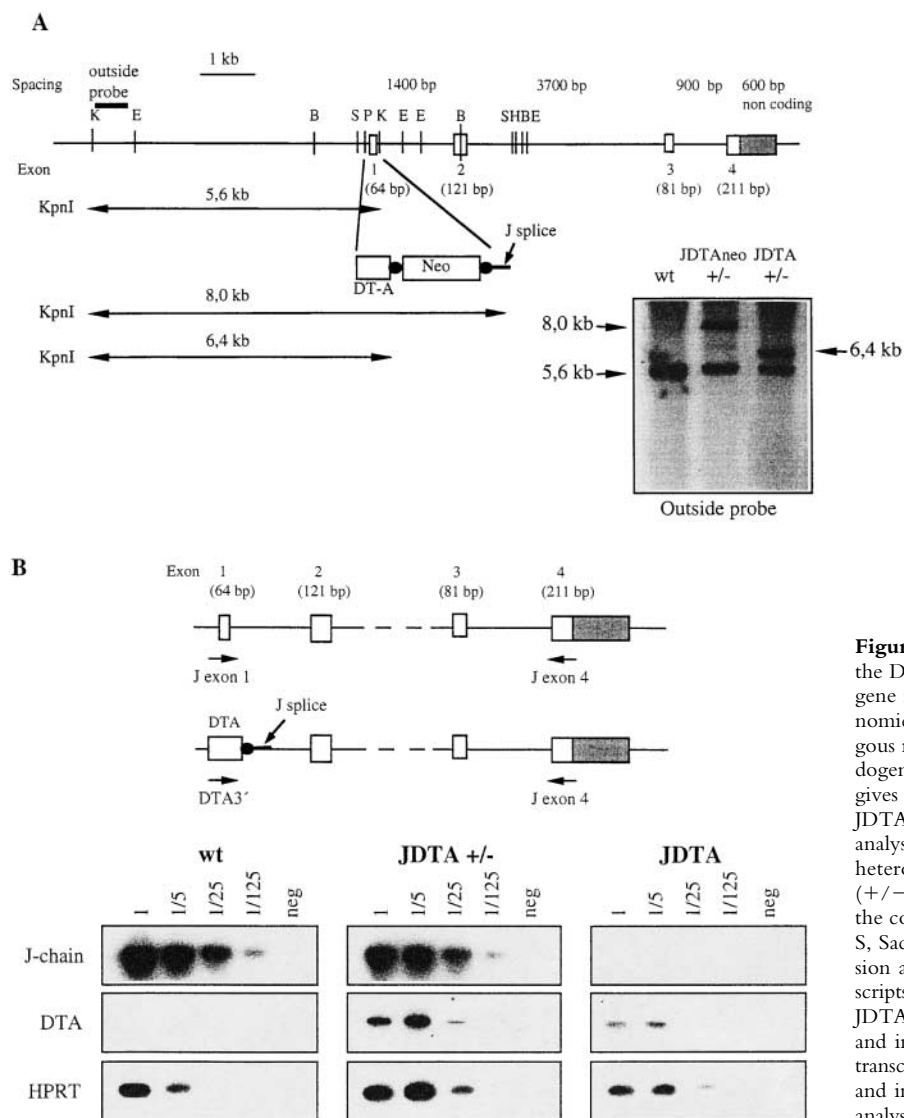 A
1 kb
outside
probe
Spacing
1400 bp
3700 bp
900 bp
600 bp
non coding
K E B S P K E E B SHBE
Exon
1
(64 bp)
2
(121 bp)
3
(81 bp)
4
(211 bp)
KpnI
5,6 kb
J splice
DT-A
Neo
KpnI
8,0 kb
KpnI
6,4 kb
wt
JDTAneo
+/-
JDTA
+/-
8,0 kb
5,6 kb
6,4 kb
Outside probe
B
Exon
1
(64 bp)
2
(121 bp)
3
(81 bp)
4
(211 bp)
J exon 1
J exon 4
DTA
J splice
DTA3´
J exon 4
wt
JDTA +/-
JDTA
1 1/5 1/25 1/125 neg
1 1/5 1/25 1/125 neg
1 1/5 1/25 1/125 neg
J-chain
DTA
HPRT
Figur
the D
gene
nomic
gous r
dogen
gives
JDTA
analys
hetero
(+/−
the co
S, Sac
sion a
scripts
JDTA
and in
transc
and in
analys